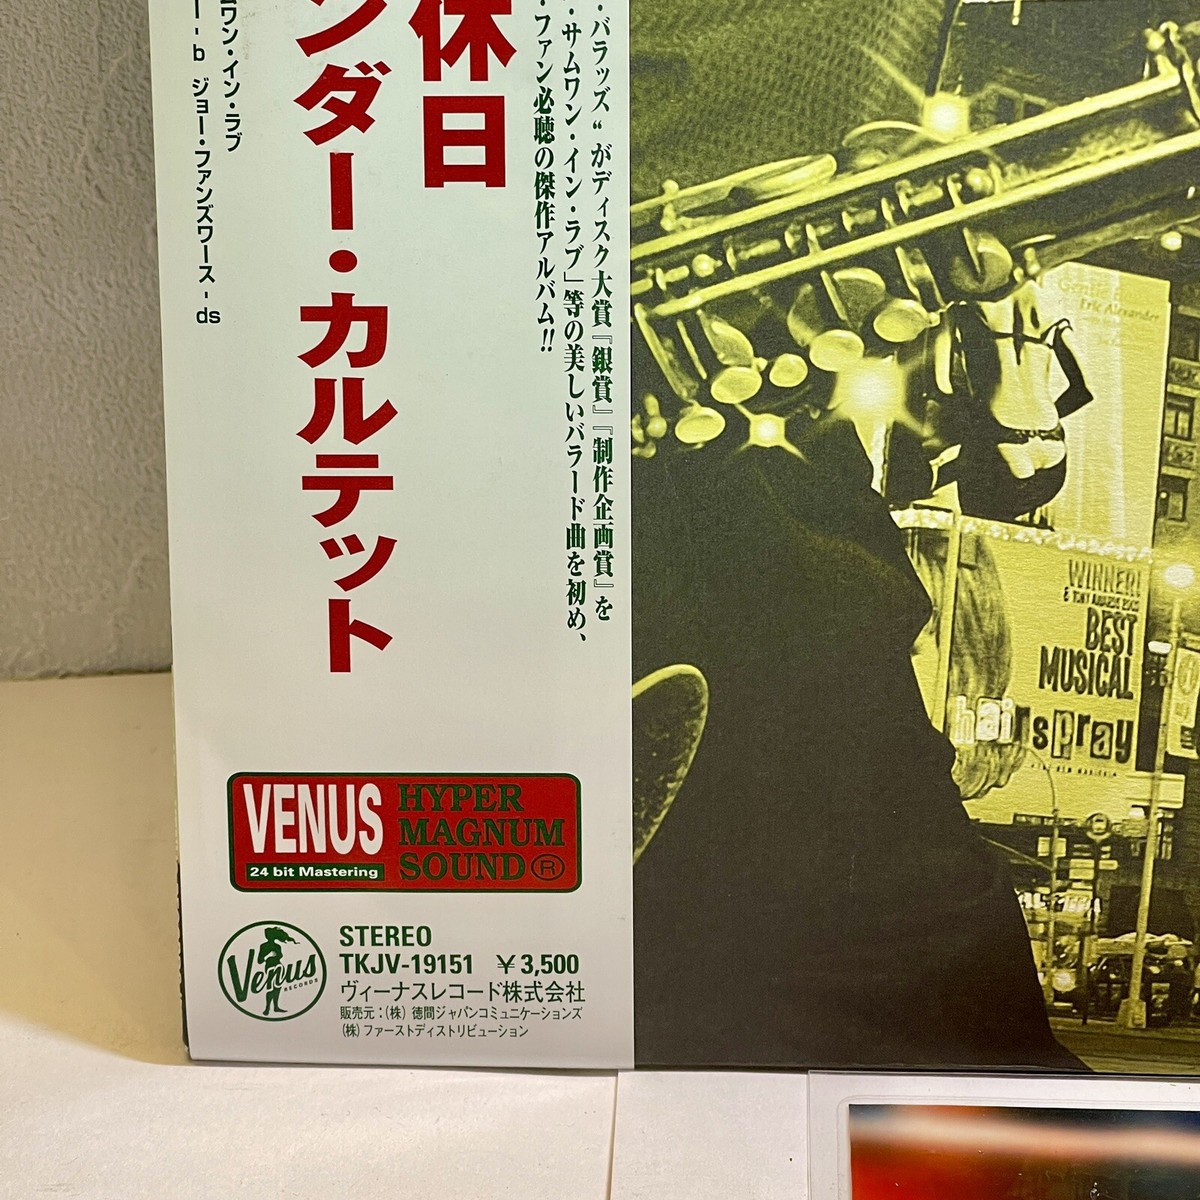 ・バラッズ“がディスク大賞『銀賞』『制作企画賞』を
・サムワン・イン・ラブ」等の美しいバラード曲を初め、
・ファン必聴の傑作アルバム!!
休日
ンダー・カルテット
ワン・イン・ラブ
-b ジョー・ファンズワース-ds
VENUS
24 bit Mastering
HYPER
MAGNUM
SOUND®
Venus
RECORDS
STEREO
TKJV-19151 ￥3,500
ヴィーナスレコード株式会社
販売元：(株) 徳間ジャパンコミュニケーションズ
(株) ファーストディストリビューション
Eric Alexander
WINNER!
BEST
MUSICAL
hairspray